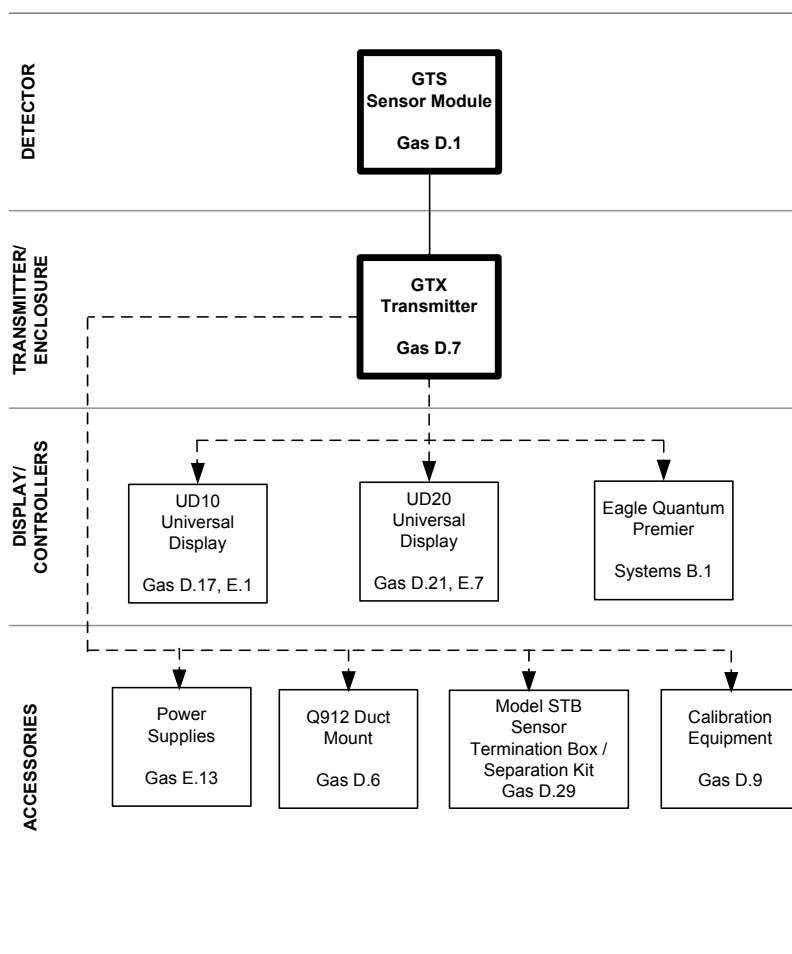 DETECTOR
GTS
Sensor Module
Gas D.1
TRANSMITTER/
ENCLOSURE
GTX
Transmitter
Gas D.7
DISPLAY/
CONTROLLERS
UD10
Universal
Display
Gas D.17, E.1
UD20
Universal
Display
Gas D.21, E.7
Eagle Quantum
Premier
Systems B.1
ACCESSORIES
Power
Supplies
Gas E.13
Q912 Duct
Mount
Gas D.6
Model STB
Sensor
Termination Box /
Separation Kit
Gas D.29
Calibration
Equipment
Gas D.9